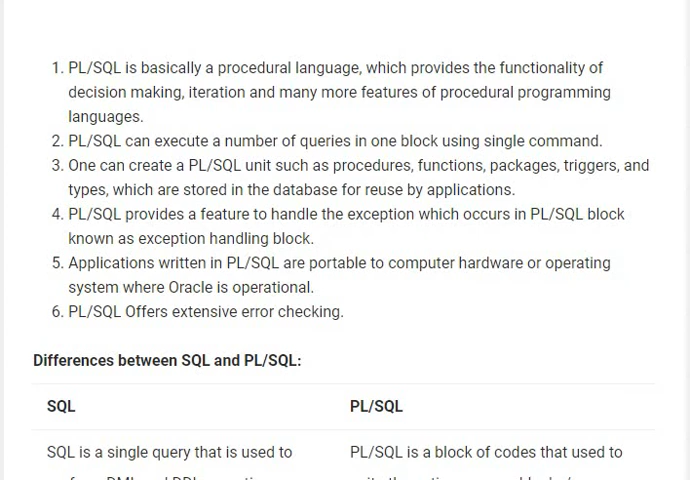 1. PL/SQL is basically a procedural language, which provides the functionality of
decision making, iteration and many more features of procedural programming
languages.
2. PL/SQL can execute a number of queries in one block using single command.
3. One can create a PL/SQL unit such as procedures, functions, packages, triggers, and
types, which are stored in the database for reuse by applications.
4. PL/SQL provides a feature to handle the exception which occurs in PL/SQL block
known as exception handling block.
5. Applications written in PL/SQL are portable to computer hardware or operating
system where Oracle is operational.
6. PL/SQL Offers extensive error checking.
Differences between SQL and PL/SQL:
SQL PL/SQL
SQL is a single query that is used to PL/SQL is a block of codes that used to